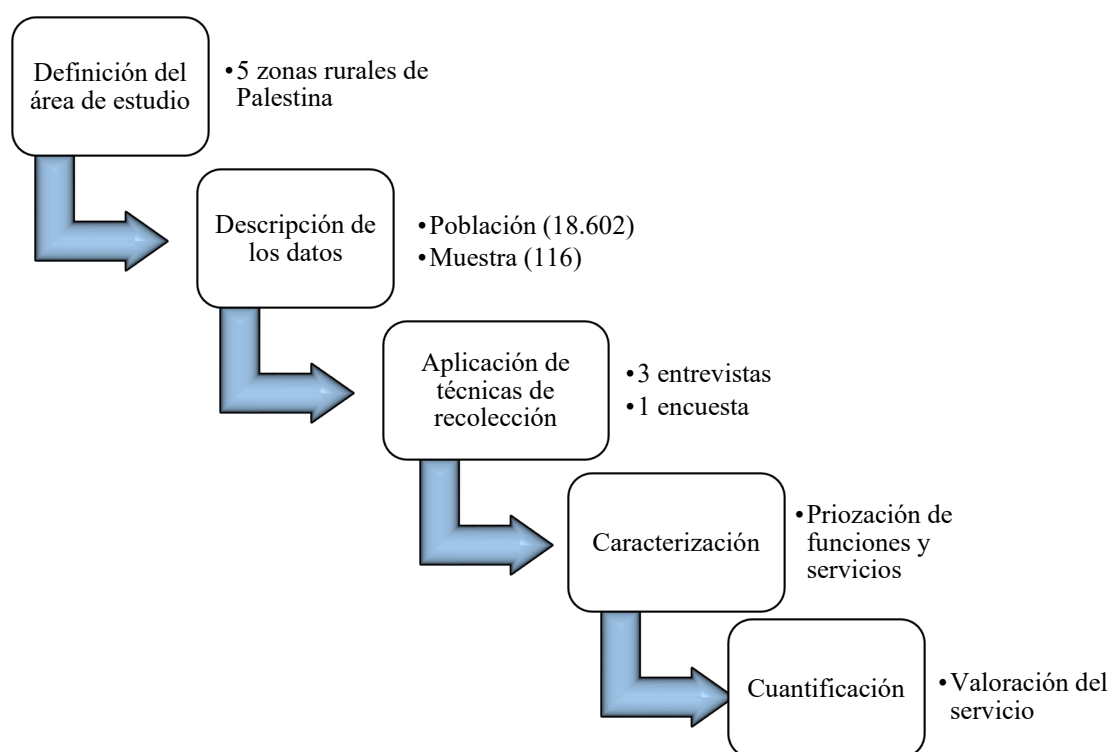 Definición del
área de estudio
•5 zonas rurales de
Palestina
Descripción de
los datos
•Población (18.602)
•Muestra (116)
Aplicación de
técnicas de
recolección
•3 entrevistas
•1 encuesta
Caracterización
•Priozación de
funciones y
servicios
Cuantificación
•Valoración del
servicio